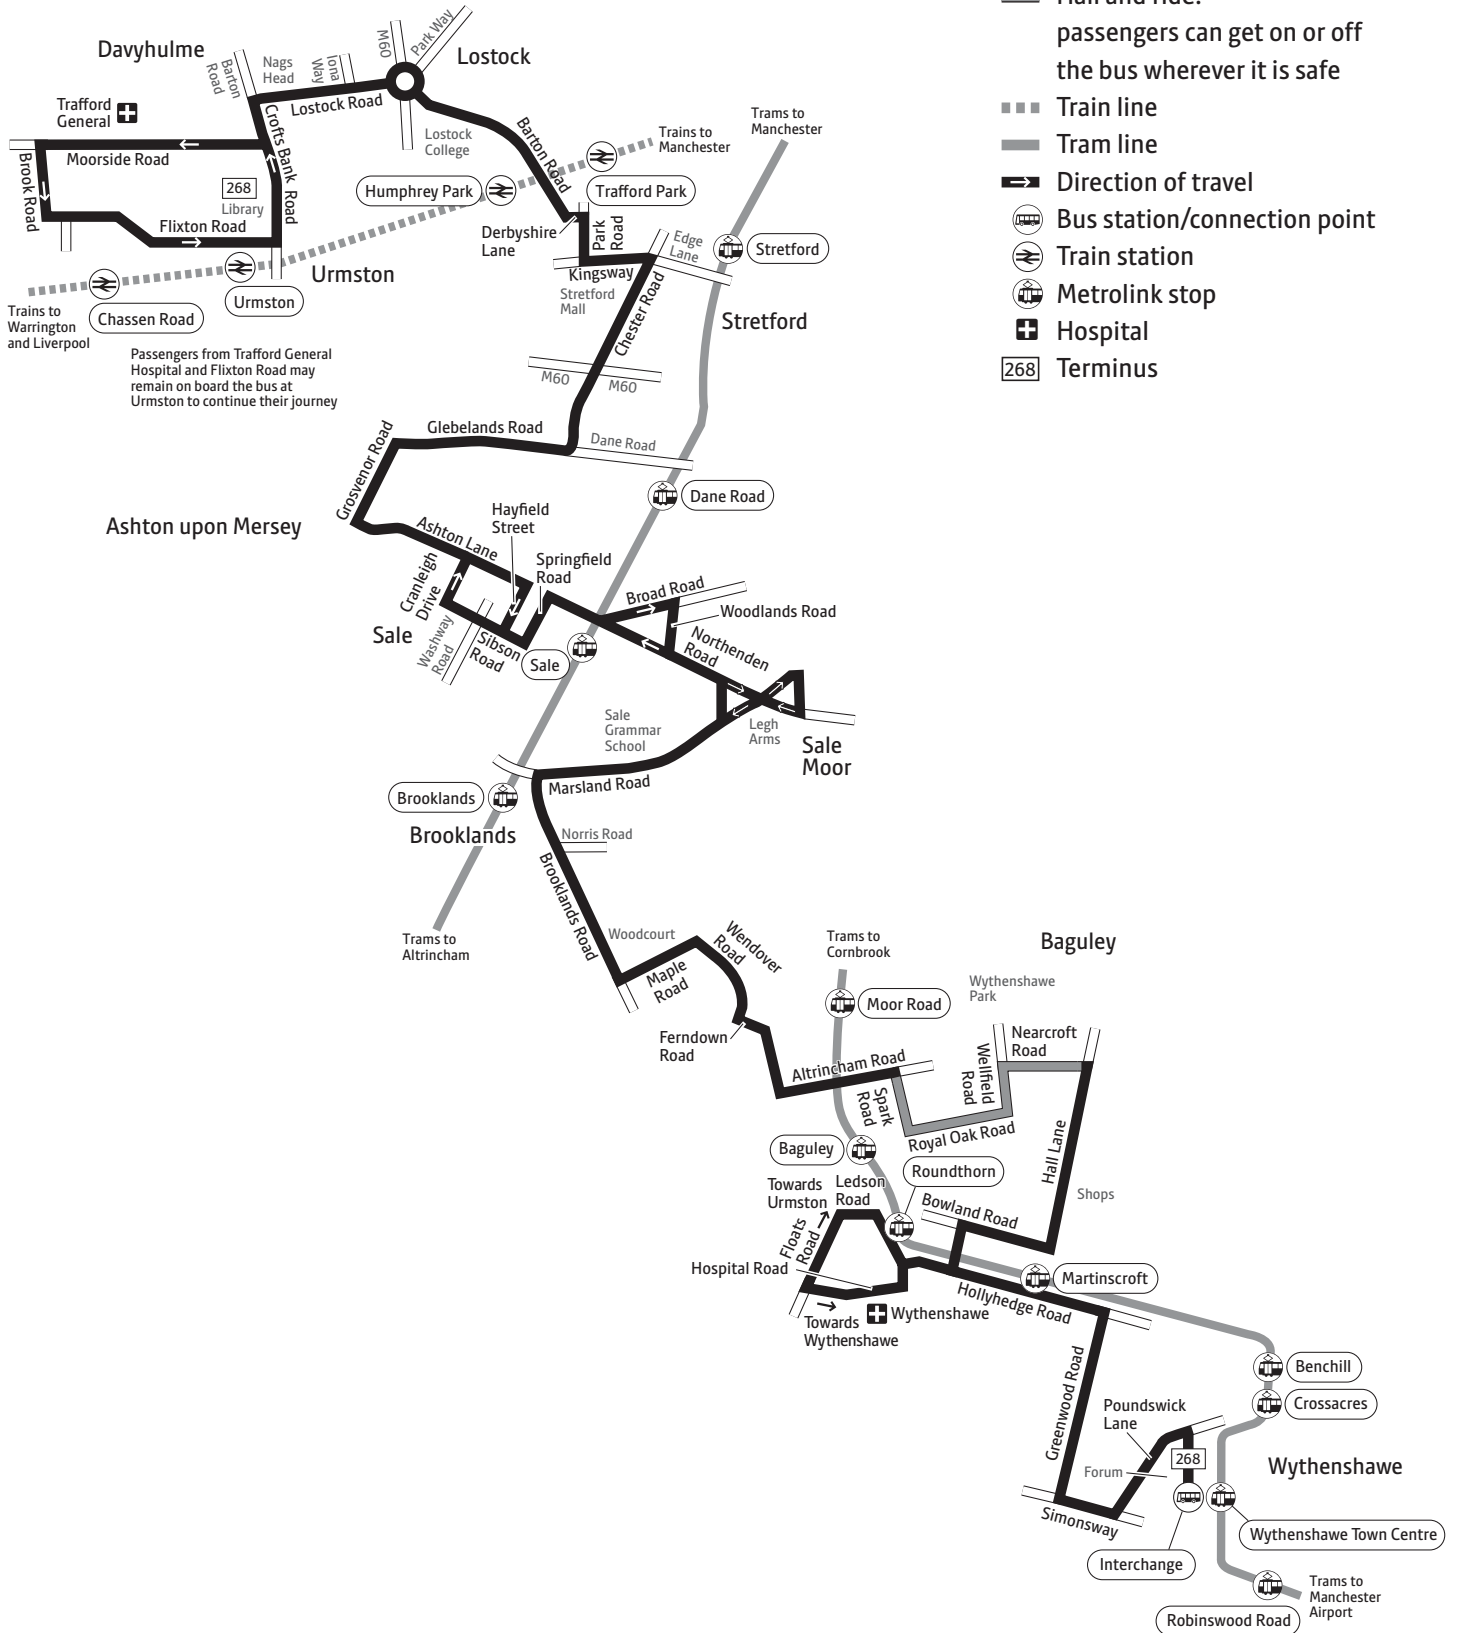 Hail and ride:
passengers can get on or off
the bus wherever it is safe
Train line
Tram line
Direction of travel
Bus station/connection point
Train station
Metrolink stop
Hospital
268 Terminus
Davyhulme
Barton
Road
Nags
Head
Iona
Way
M60
Park Way
Lostock
Trafford
General
Lostock Road
Crofts Bank Road
Moorside Road
Brook Road
268
Library
Flixton Road
Lostock
College
Barton Road
Trains to
Manchester
Trams to
Manchester
Humphrey Park
Trafford Park
Derbyshire
Lane
Park
Road
Edge
Lane
Stretford
Kingsway
Stretford
Mall
Urmston
Urmston
Chassen Road
Trains to
Warrington
and Liverpool
Passengers from Trafford General
Hospital and Flixton Road may
remain on board the bus at
Urmston to continue their journey
Chester Road
Stretford
M60
M60
Glebelands Road
Dane Road
Grosvenor Road
Dane Road
Ashton upon Mersey
Ashton Lane
Hayfield
Street
Springfield
Road
Cranleigh
Drive
Broad Road
Woodlands Road
Sale
Washway
Road
Sibson
Road
Sale
Northenden
Road
Sale
Grammar
School
Legh
Arms
Sale
Moor
Marsland Road
Brooklands
Brooklands
Norris Road
Brooklands Road
Trams to
Altrincham
Woodcourt
Maple
Road
Wendover
Road
Ferndown
Road
Trams to
Cornbrook
Baguley
Wythenshawe
Park
Moor Road
Nearcroft
Road
Wellfield
Road
Altrincham Road
Spark
Road
Royal Oak Road
Hall Lane
Baguley
Roundthorn
Shops
Towards
Urmston
Ledson
Road
Bowland Road
Floats
Road
Hospital Road
Martinscroft
Hollyhedge Road
Wythenshawe
Towards
Wythenshawe
Benchill
Crossacres
Greenwood Road
Poundswick
Lane
Forum
268
Wythenshawe
Simonsway
Wythenshawe Town Centre
Interchange
Trams to
Manchester
Airport
Robinswood Road